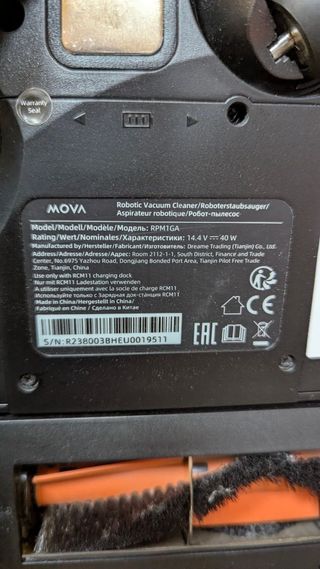 Warranty
Seal
MOVA
Robotic Vacuum Cleaner/Roboterstaubsauger/
Aspirateur robotique/Робот-пылесос
Model/Modell/Modèle/Модель: RPM1GA
Rating/Wert/Nominales/Характеристики: 14.4 V⎓40 W
Manufactured by/Hersteller/Fabricant/Изготовитель: Dreame Trading (Tianjin) Co., Ltd.
Address/Adresse/Adresse/Адрес: Room 2112-1-1, South District, Finance and Trade
Center, No.6975 Yazhou Road, Dongjiang Bonded Port Area, Tianjin Pilot Free Trade
Zone, Tianjin, China
Use only with RCM11 charging dock
Nur mit RCM11 Ladestation verwenden
A utiliser uniquement avec la socle de charge RCM11
Используйте только с Зарядная док-станция RCM11
Made in China/Hergestellt in China/
Fabriqué en Chine / Сделано в Китае
S/N:R238003BHEU0019511
EAC
CE